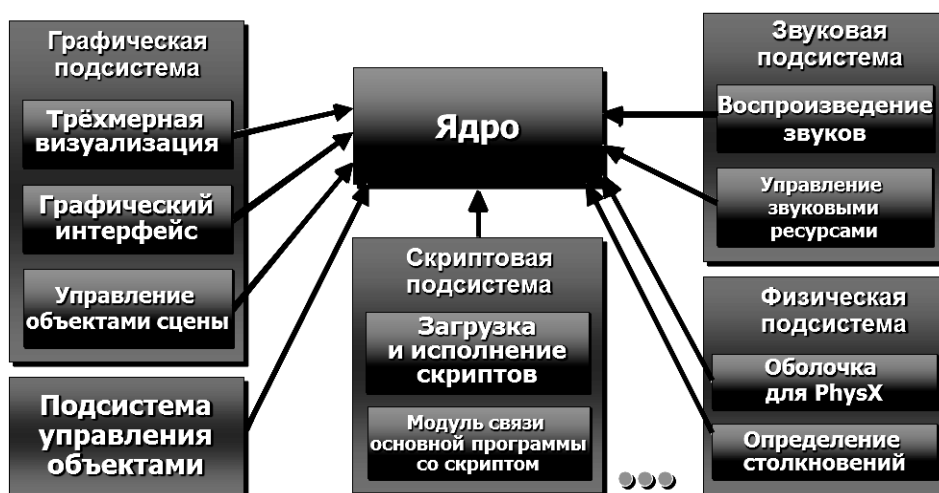 Графическая
подсистема
Трёхмерная
визуализация
Графический
интерфейс
Управление
объектами сцены
Подсистема
управления
объектами
Ядро
Скриптовая
подсистема
Загрузка
и исполнение
скриптов
Модуль связи
основной программы
со скриптом
Звуковая
подсистема
Воспроизведение
звуков
Управление
звуковыми
ресурсами
Физическая
подсистема
Оболочка
для PhysX
Определение
столкновений